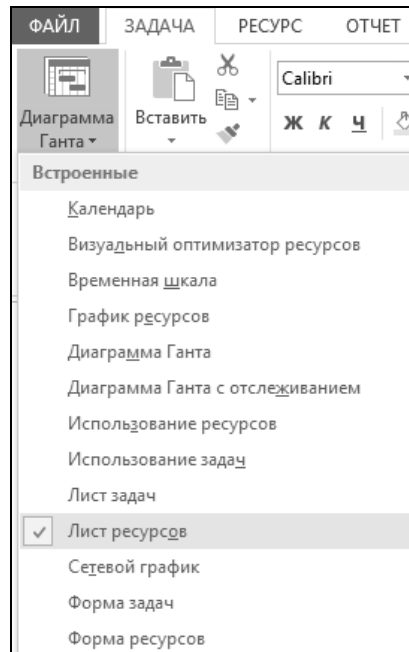 ФАЙЛ ЗАДАЧА РЕСУРС ОТЧЕТ
Calibri
Диаграмма Ганта
Вставить
Ж К Ч
Встроенные
Календарь
Визуальный оптимизатор ресурсов
Временная шкала
График ресурсов
Диаграмма Ганта
Диаграмма Ганта с отслеживанием
Использование ресурсов
Использование задач
Лист задач
Лист ресурсов
Сетевой график
Форма задач
Форма ресурсов